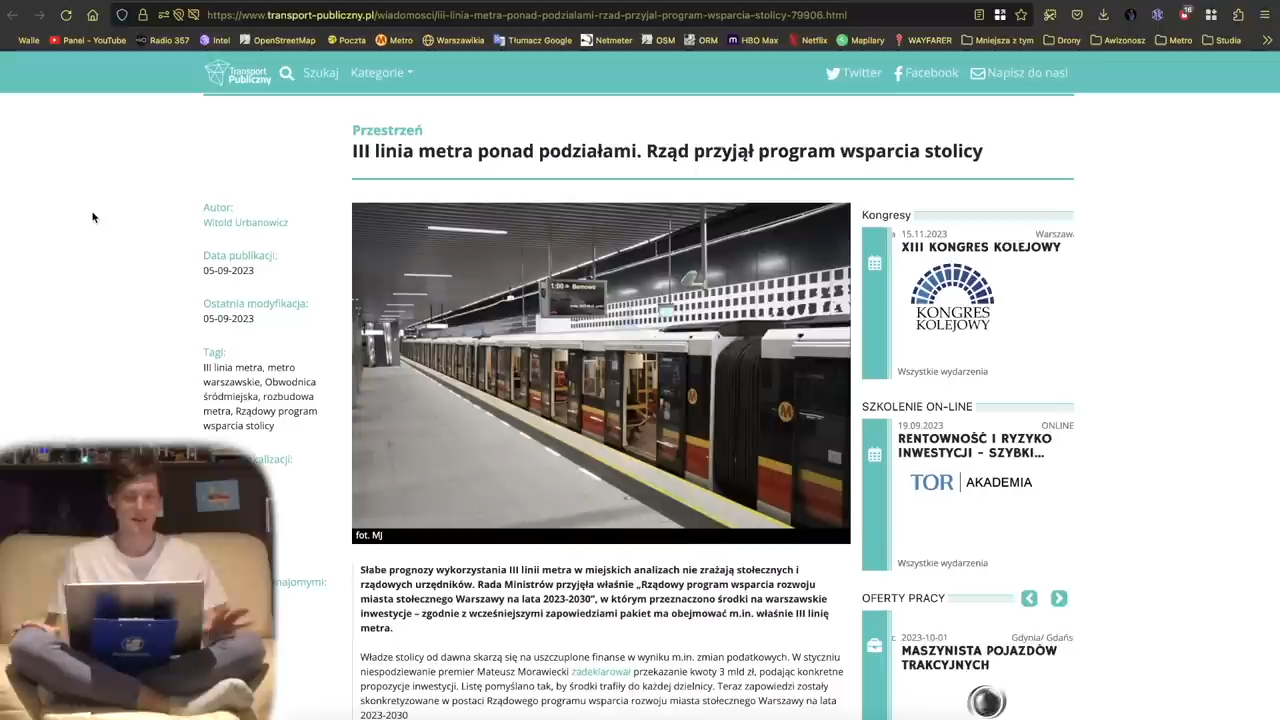 https://www.transport-publiczny.pl/wiadomosci/iii-linia-metra-ponad-podzialami-rzad-przyjal-program-wsparcia-stolicy-79906.html
16
Walle Panel - YouTube Radio 357 Intel OpenStreetMap Poczta Metro Warszawikia Tłumacz Google Netmeter OSM ORM HBO Max Netflix Mapilary WAYFARER Mniejsza z tym Drony Awizonosz Metro Studia
Transport Publiczny Szukaj Kategorie Twitter Facebook Napisz do nas!
Przestrzeń
III linia metra ponad podziałami. Rząd przyjął program wsparcia stolicy
Autor:
Witold Urbanowicz
Data publikacji:
05-09-2023
Ostatnia modyfikacja:
05-09-2023
Tagi:
III linia metra, metro
warszawskie, Obwodnica
śródmiejska, rozbudowa
metra, Rządowy program
wsparcia stolicy
kalizacji:
najomymi:
1:00 Bemowo
M
M
fot. MJ
Słabe prognozy wykorzystania III linii metra w miejskich analizach nie zrażają stołecznych i
rządowych urzędników. Rada Ministrów przyjęła właśnie „Rządowy program wsparcia rozwoju
miasta stołecznego Warszawy na lata 2023-2030”, w którym przeznaczono środki na warszawskie
inwestycje – zgodnie z wcześniejszymi zapowiedziami pakiet ma obejmować m.in. właśnie III linię
metra.
Władze stolicy od dawna skarżą się na uszczuplone finanse w wyniku m.in. zmian podatkowych. W styczniu
niespodziewanie premier Mateusz Morawiecki zadeklarował przekazanie kwoty 3 mld zł, podając konkretne
propozycje inwestycji. Listę pomyślano tak, by środki trafiły do każdej dzielnicy. Teraz zapowiedzi zostały
skonkretyzowane w postaci Rządowego programu wsparcia rozwoju miasta stołecznego Warszawy na lata
2023-2030
Kongresy
15.11.2023 Warszawa
XIII KONGRES KOLEJOWY
KONGRES
KOLEJOWY
Wszystkie wydarzenia
SZKOLENIE ON-LINE
19.09.2023 ONLINE
RENTOWNOŚĆ I RYZYKO
INWESTYCJI - SZYBKI...
TOR AKADEMIA
Wszystkie wydarzenia
OFERTY PRACY
2023-10-01 Gdynia/ Gdańs
MASZYNISTA POJAZDÓW
TRAKCYJNYCH